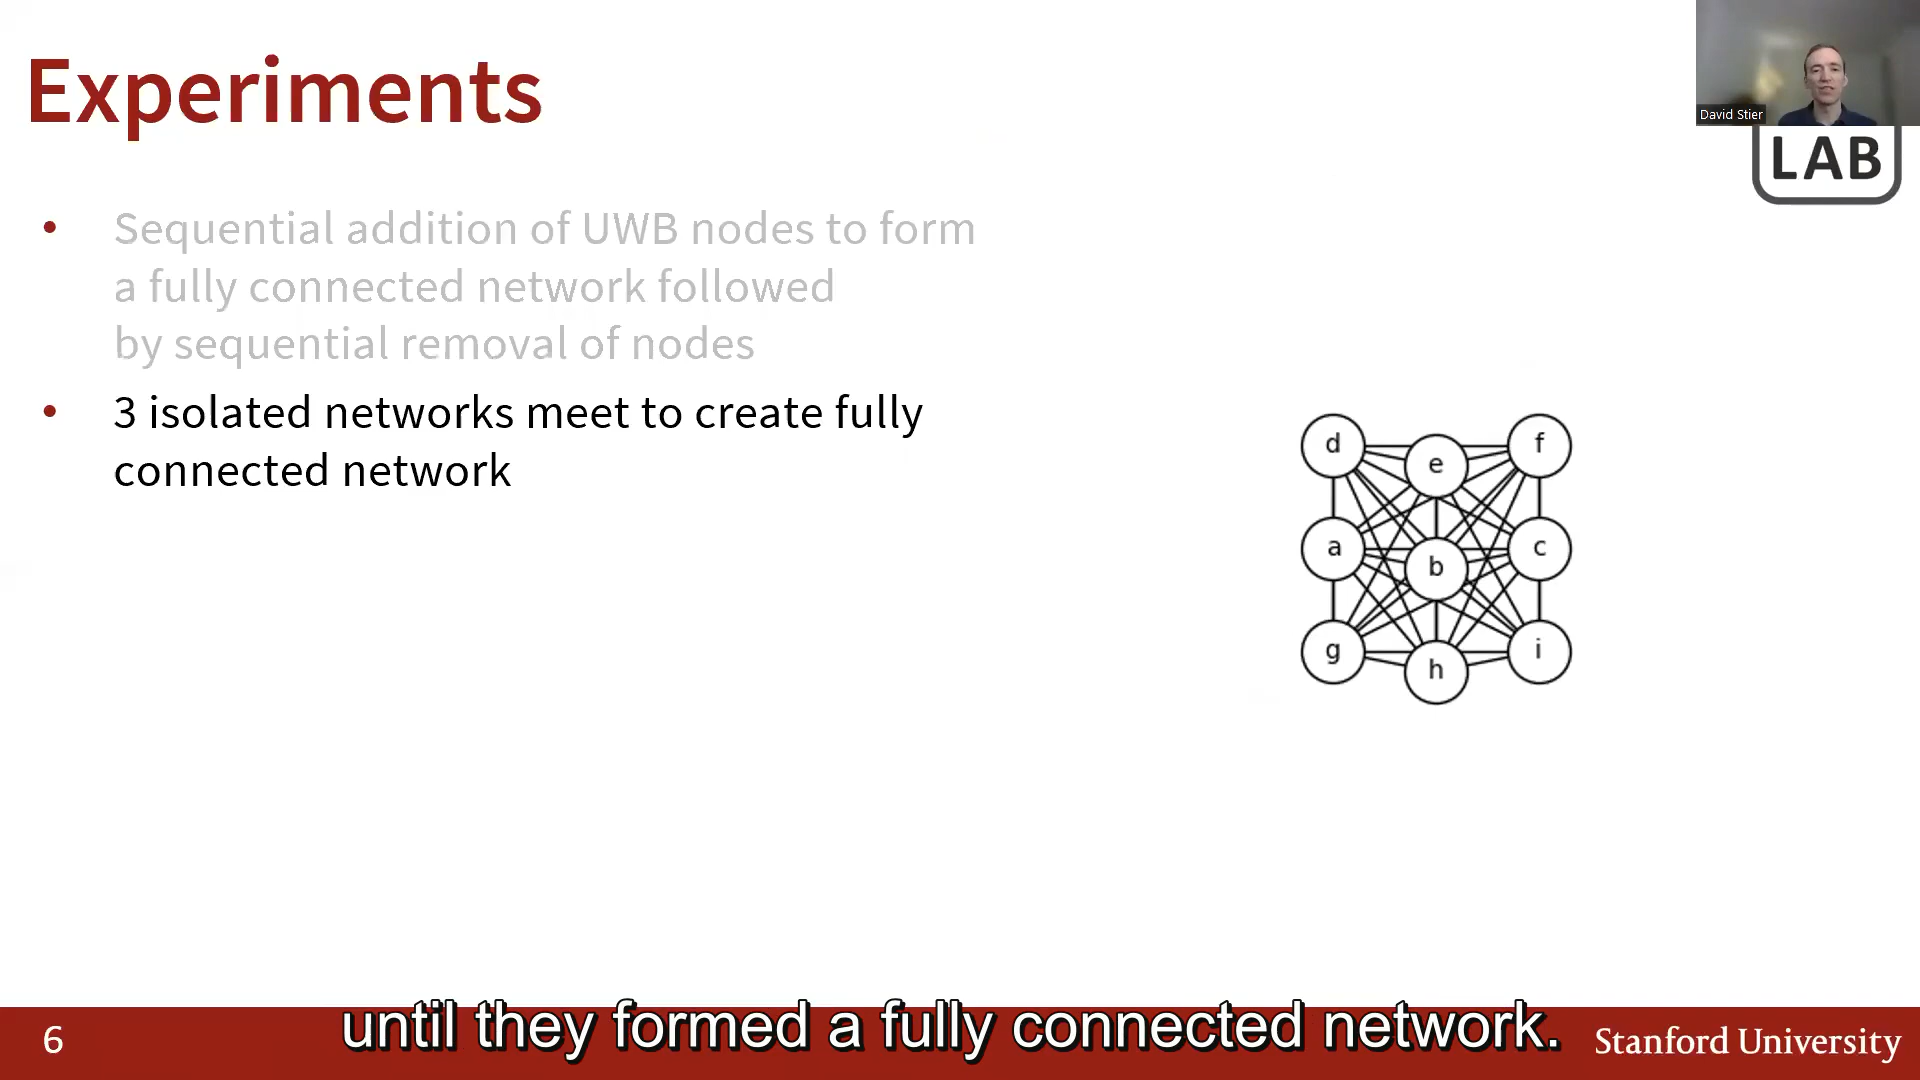 Experiments
David Stier
LAB
• Sequential addition of UWB nodes to form
a fully connected network followed
by sequential removal of nodes
• 3 isolated networks meet to create fully
connected network
d
e
f
a
b
c
g
h
i
until they formed a fully connected network.
6
Stanford University